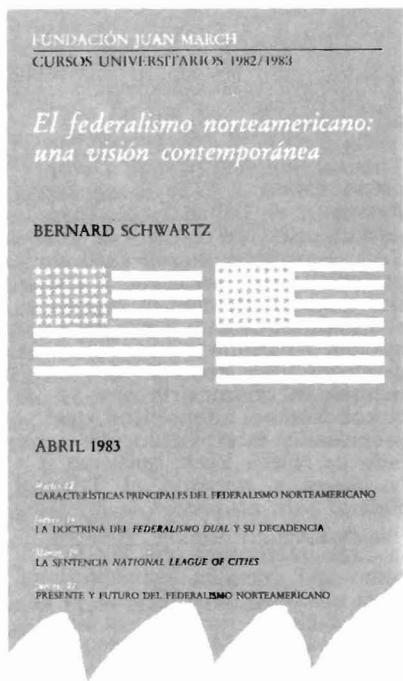 FUNDACIÓN JUAN MARCH
CURSOS UNIVERSITARIOS 1982/1983
El federalismo norteamericano:
una visión contemporánea
BERNARD SCHWARTZ
ABRIL 1983
Martes, 12
CARACTERÍSTICAS PRINCIPALES DEL FEDERALISMO NORTEAMERICANO
LA DOCTRINA DEL FEDERALISMO DUAL Y SU DECADENCIA
LA SENTENCIA NATIONAL LEAGUE OF CITIES
PRESENTE Y FUTURO DEL FEDERALISMO NORTEAMERICANO